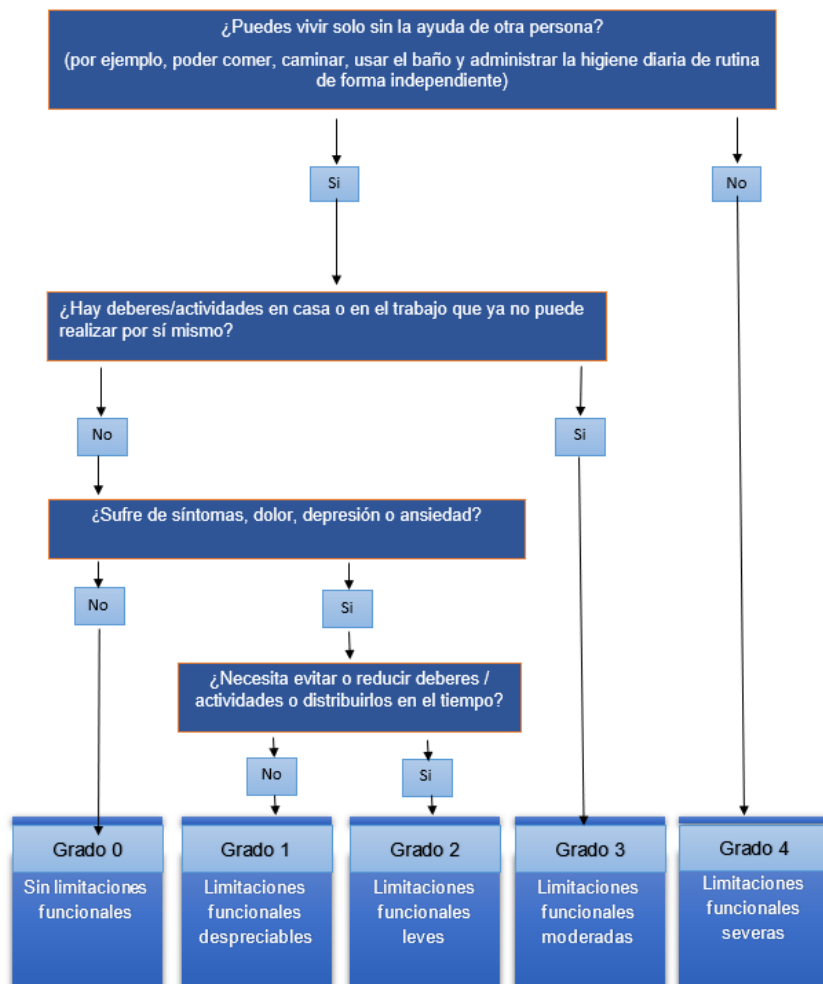 ¿Puedes vivir solo sin la ayuda de otra persona?
(por ejemplo, poder comer, caminar, usar el baño y administrar la higiene diaria de rutina
de forma independiente)
Si
No
¿Hay deberes/actividades en casa o en el trabajo que ya no puede
realizar por sí mismo?
No
Si
¿Sufre de síntomas, dolor, depresión o ansiedad?
No
Si
¿Necesita evitar o reducir deberes /
actividades o distribuirlos en el tiempo?
No
Si
Grado 0
Sin limitaciones
funcionales
Grado 1
Limitaciones
funcionales
despreciables
Grado 2
Limitaciones
funcionales
leves
Grado 3
Limitaciones
funcionales
moderadas
Grado 4
Limitaciones
funcionales
severas